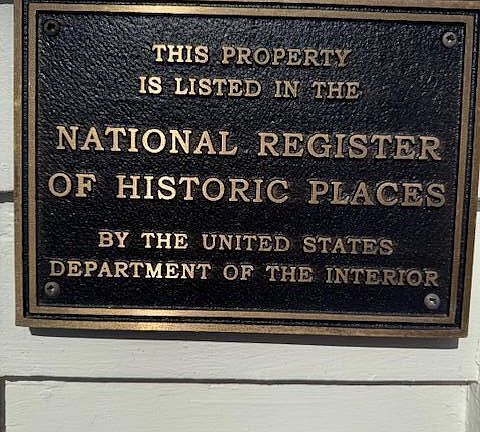 THIS PROPERTY
IS LISTED IN THE
NATIONAL REGISTER
OF HISTORIC PLACES
BY THE UNITED STATES
DEPARTMENT OF THE INTERIOR